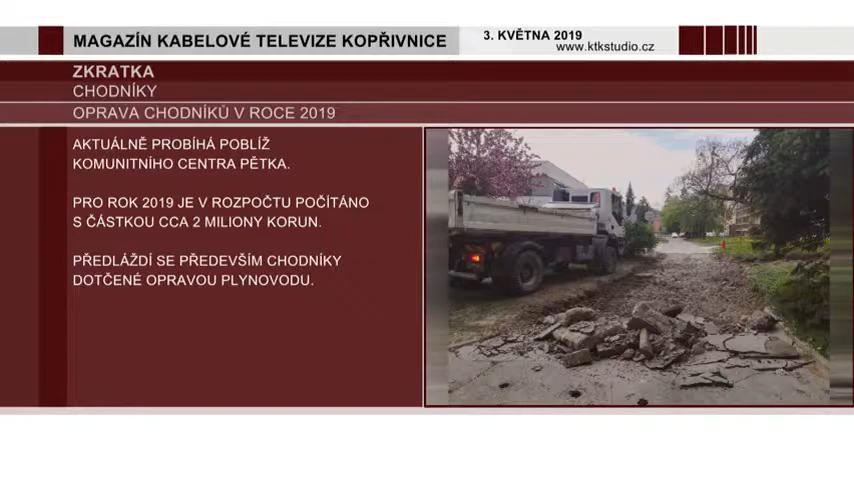 MAGAZÍN KABELOVÉ TELEVIZE KOPŘIVNICE
3. KVĚTNA 2019
www.ktkstudio.cz
ZKRATKA
CHODNÍKY
OPRAVA CHODNÍKŮ V ROCE 2019
AKTUÁLNĚ PROBÍHÁ POBLÍŽ
KOMUNITNÍHO CENTRA PĚTKA.
PRO ROK 2019 JE V ROZPOČTU POČÍTÁNO
S ČÁSTKOU CCA 2 MILIONY KORUN.
PŘEDLÁŽDÍ SE PŘEDEVŠÍM CHODNÍKY
DOTČENÉ OPRAVOU PLYNOVODU.